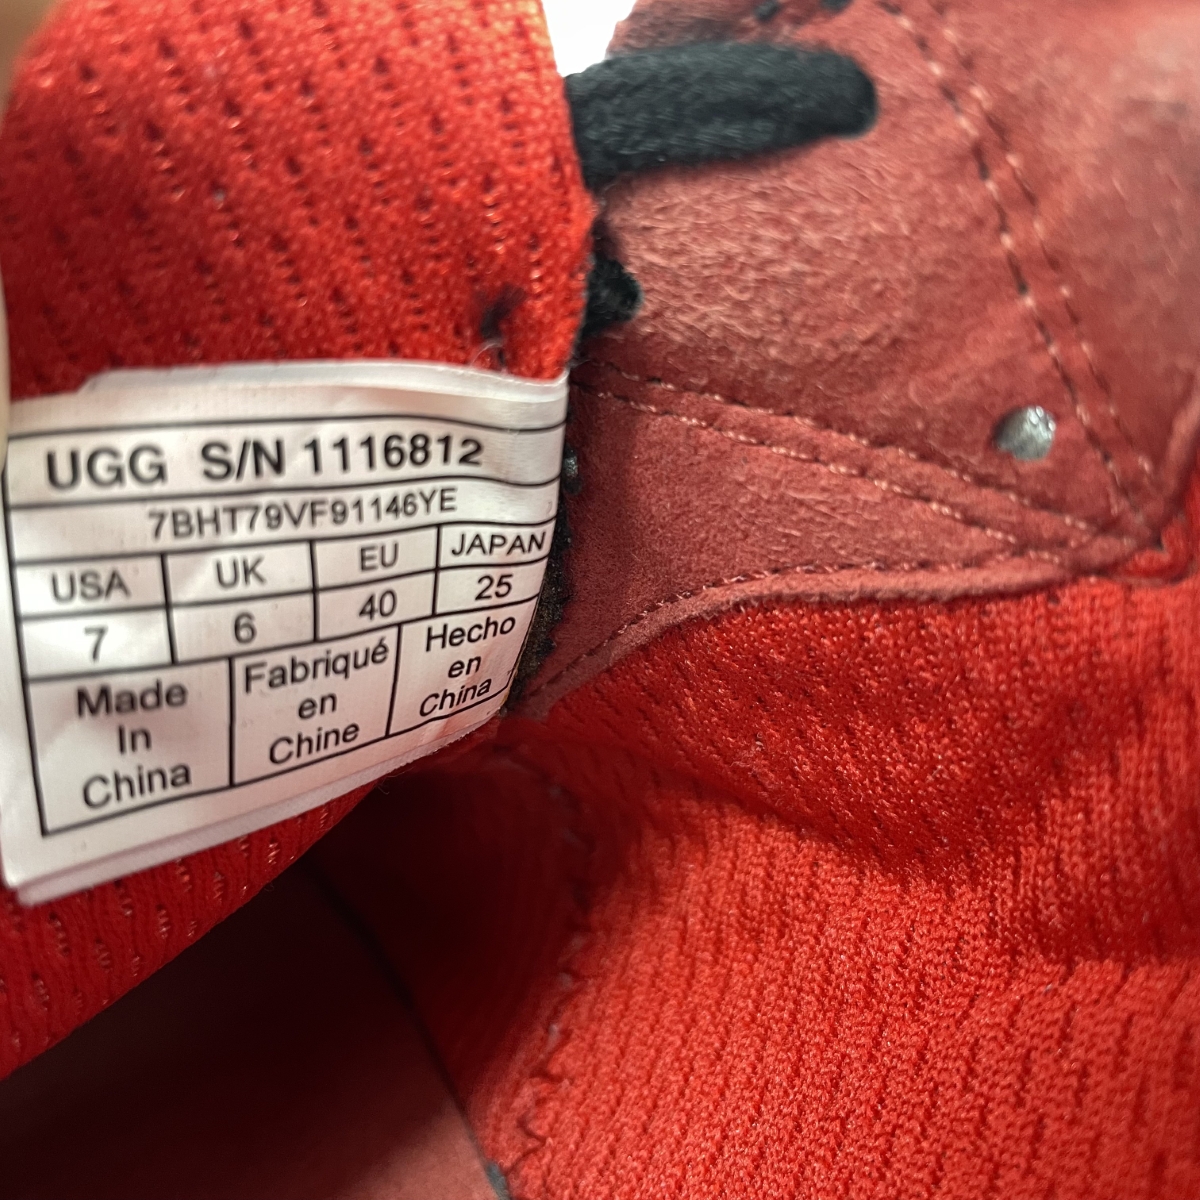 UGG S/N 1116812
7BHT79VF91146YE
USA UK EU JAPAN
7 6 40 25
Made
In
China
Fabriqué
en
Chine
Hecho
en
China